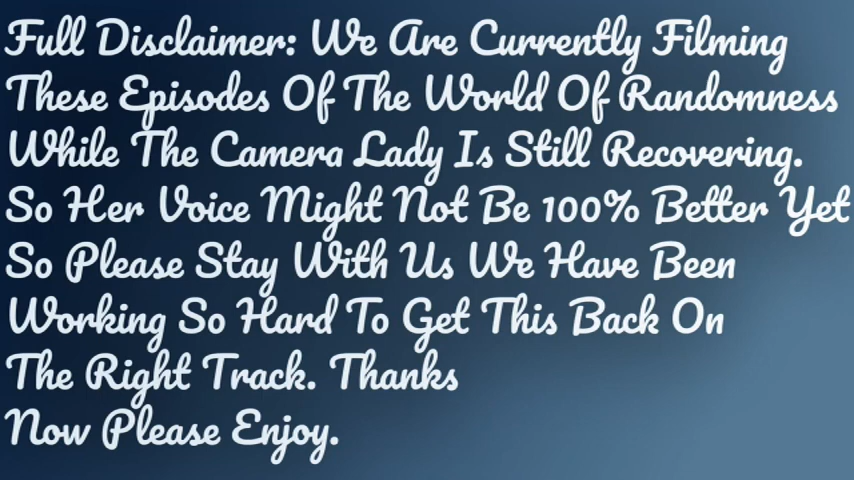 Full Disclaimer: We Are Currently Filming
These Episodes Of The World Of Randomness
While The Camera Lady Is Still Recovering.
So Her Voice Might Not Be 100% Better Yet
So Please Stay With Us We Have Been
Working So Hard To Get This Back On
The Right Track. Thanks
Now Please Enjoy.